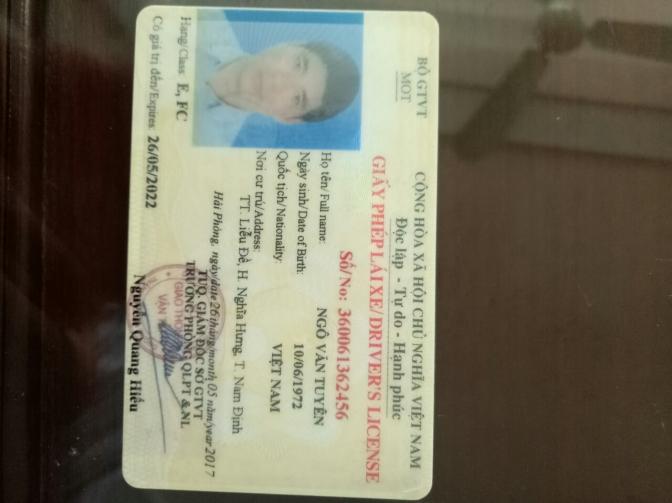 BỘ GTVT
MOT
CỘNG HÒA XÃ HỘI CHỦ NGHĨA VIỆT NAM
Độc lập - Tự do - Hạnh phúc
GIẤY PHÉP LÁI XE/DRIVER'S LICENSE
Số/No: 360061362456
Họ tên/Full name: NGÔ VĂN TUYÊN
Ngày sinh/Date of Birth: 10/06/1972
Quốc tịch/Nationality: VIỆT NAM
Nơi cư trú/Address:
TT. Liễu Đề, H. Nghĩa Hưng, T. Nam Định
Hải Phòng, ngày/date 26 tháng/month 05 năm/year 2017
TUQ. GIÁM ĐỐC SỞ GTVT
TRƯỞNG PHÒNG QLPT & NL
GIAO THÔNG
VẬN
Nguyễn Quang Hiếu
Hạng/Class: E, FC
Có giá trị đến/Expires: 26/05/2022